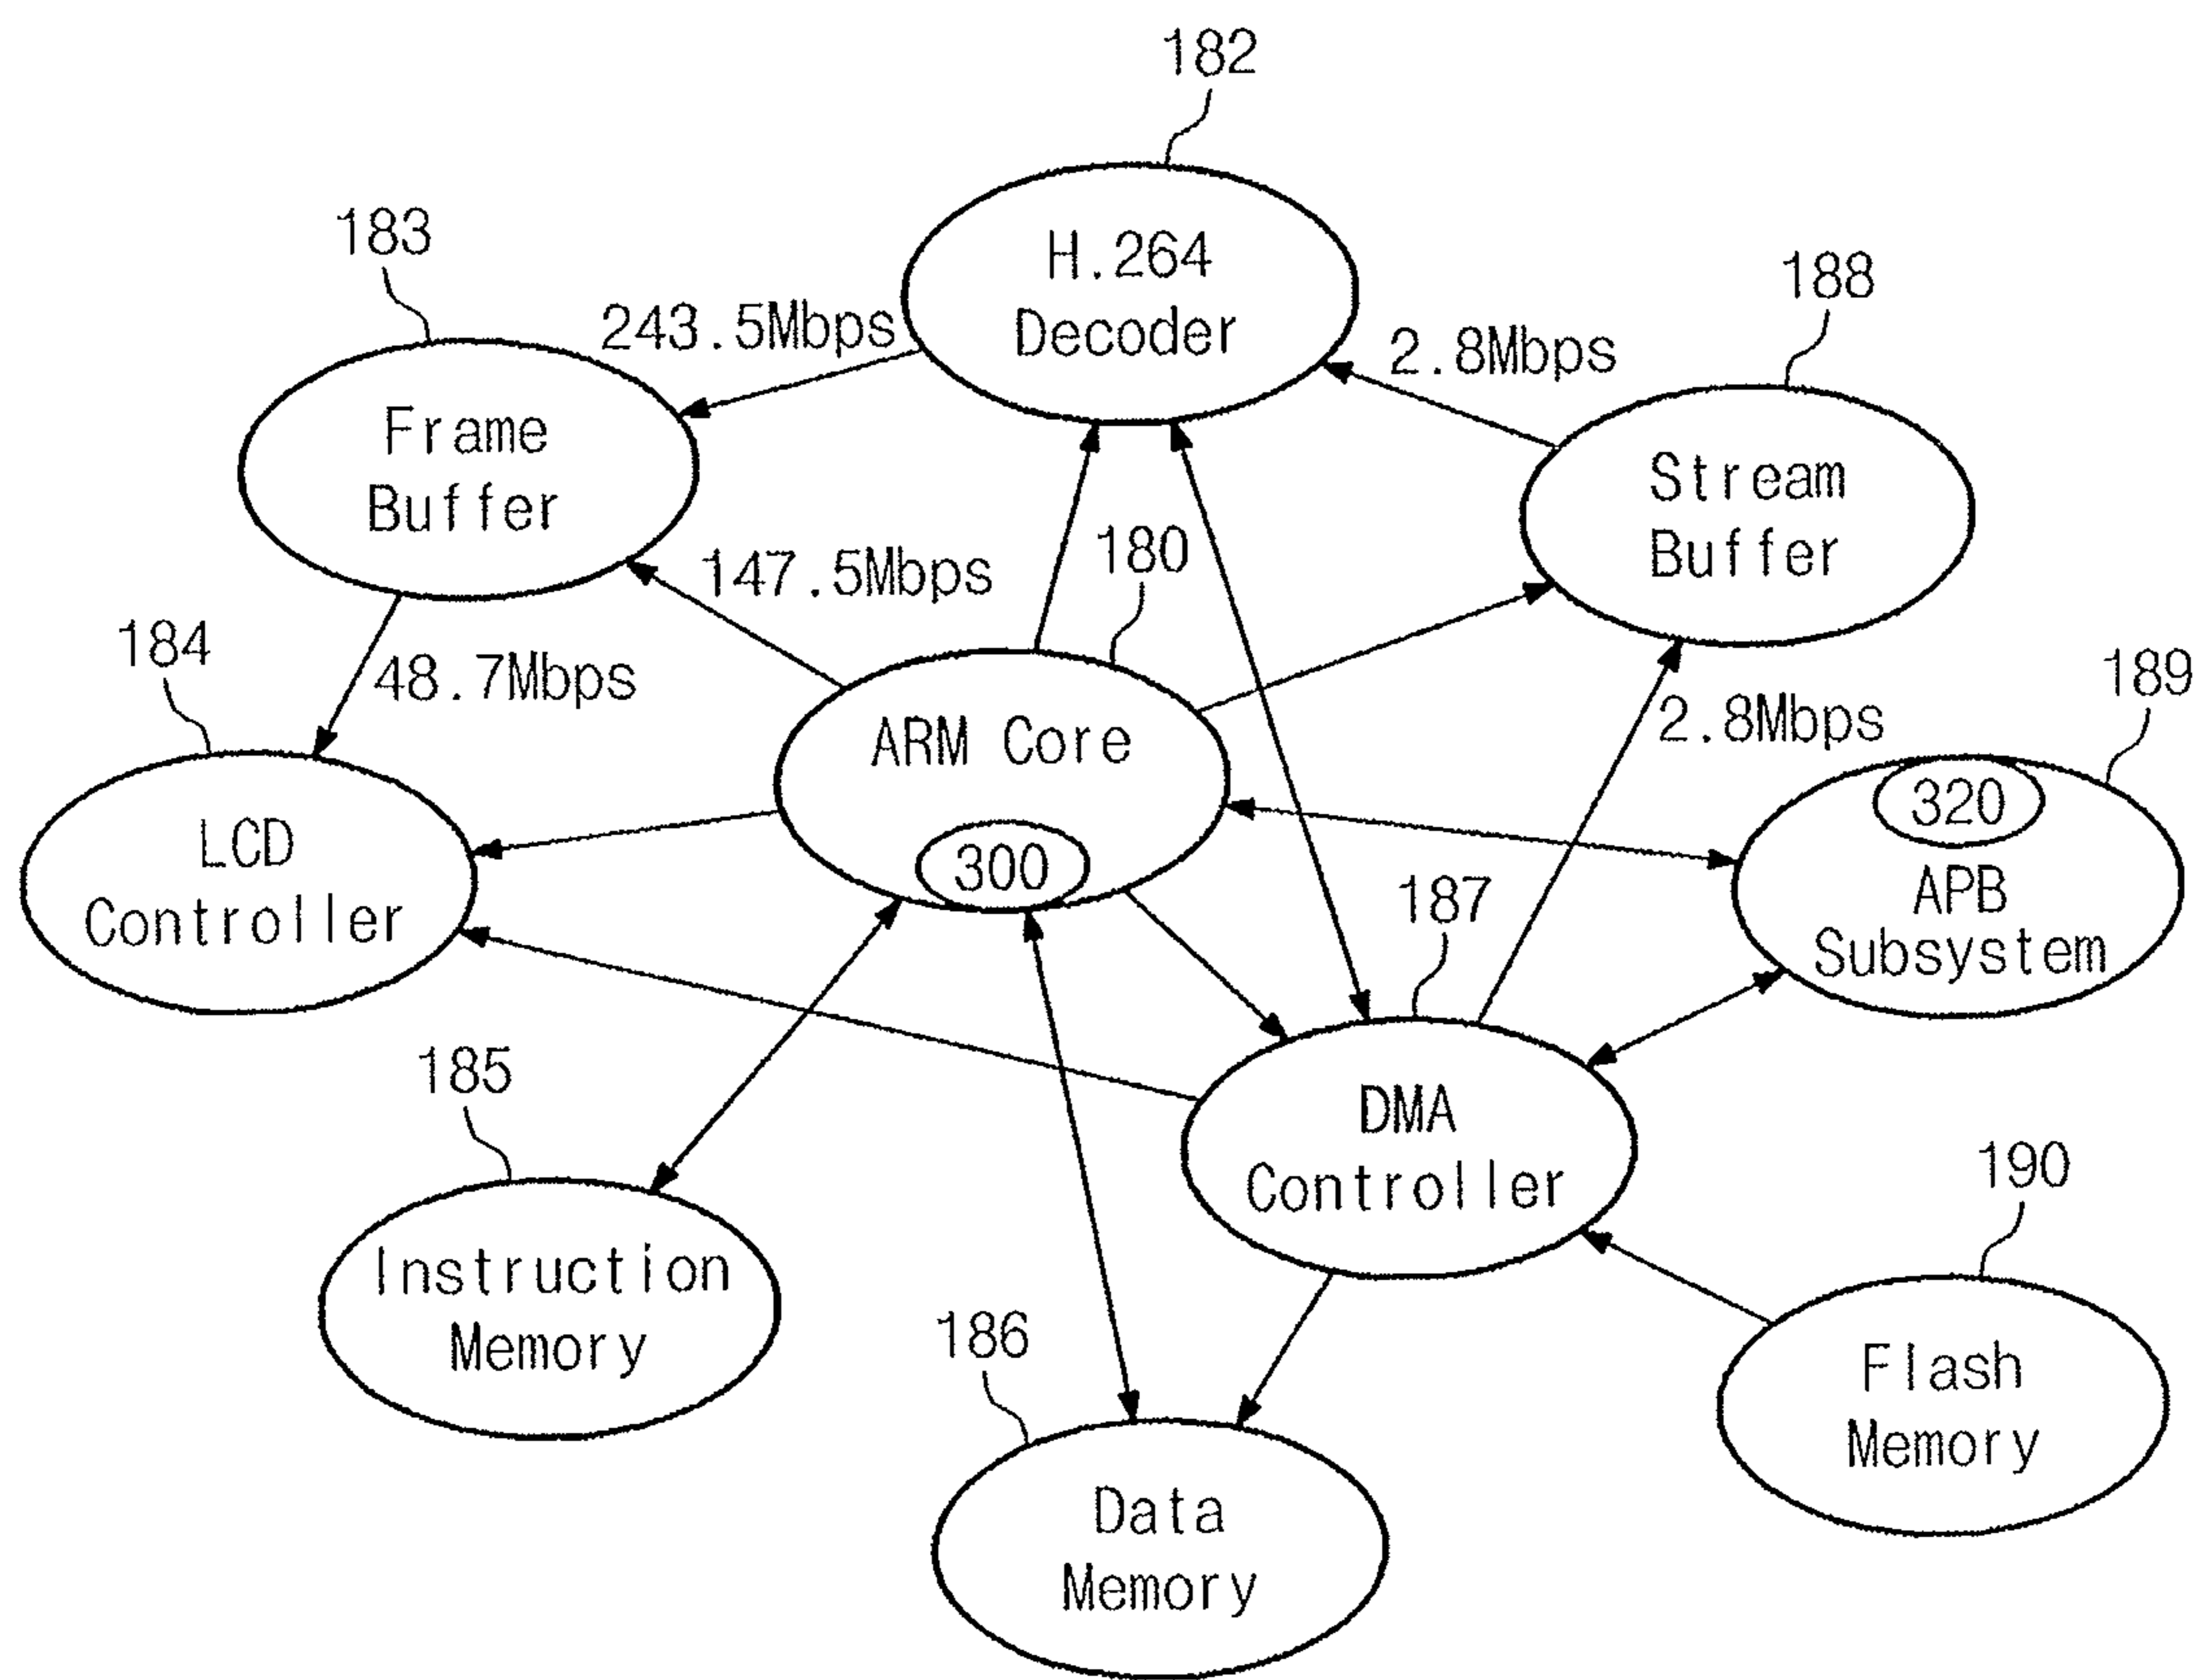 182
H.264
Decoder
183
243.5Mbps
188
2.8Mbps
Frame
Buffer
Stream
Buffer
147.5Mbps
180
184
48.7Mbps
189
2.8Mbps
ARM Core
300
320
APB
Subsystem
LCD
Controller
187
185
DMA
Controller
190
Instruction
Memory
186
Flash
Memory
Data
Memory